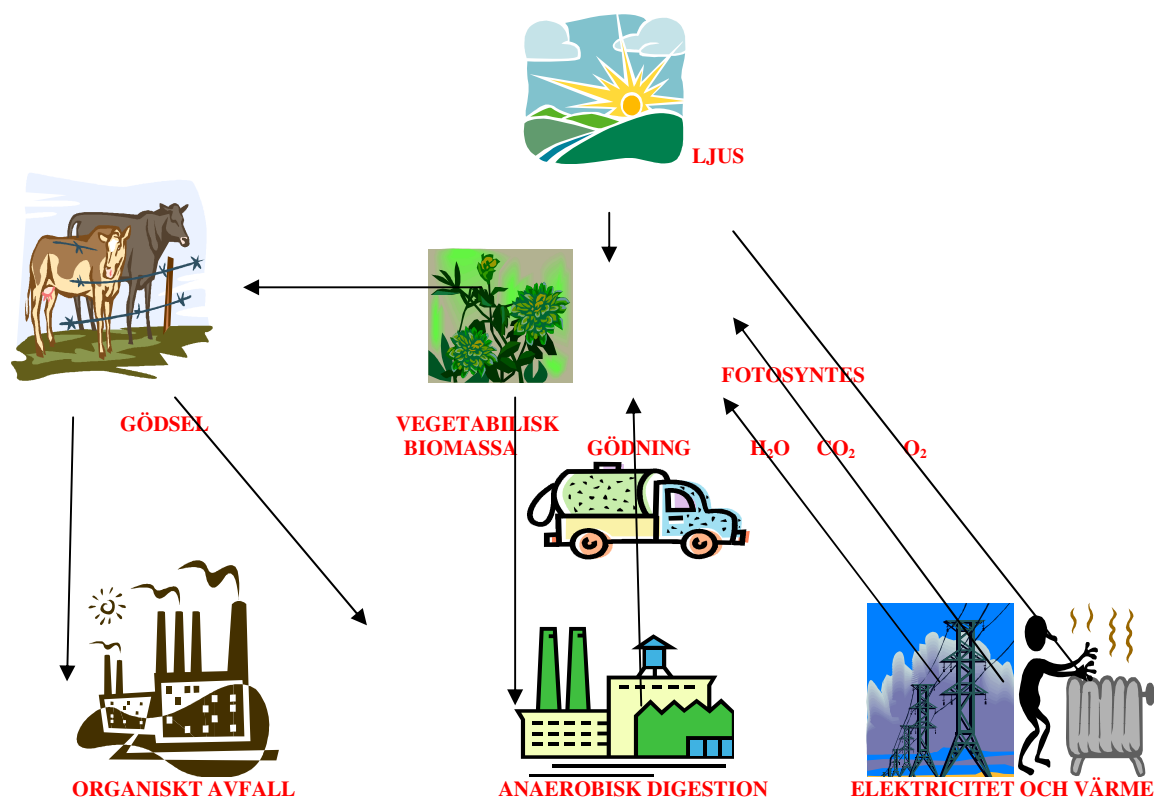 LJUS
FOTOSYNTES
GÖDSEL
VEGETABILISK
BIOMASSA
GÖDNING
H₂O CO₂ O₂
ORGANISKT AVFALL
ANAEROBISK DIGESTION
ELEKTRICITET OCH VÄRME